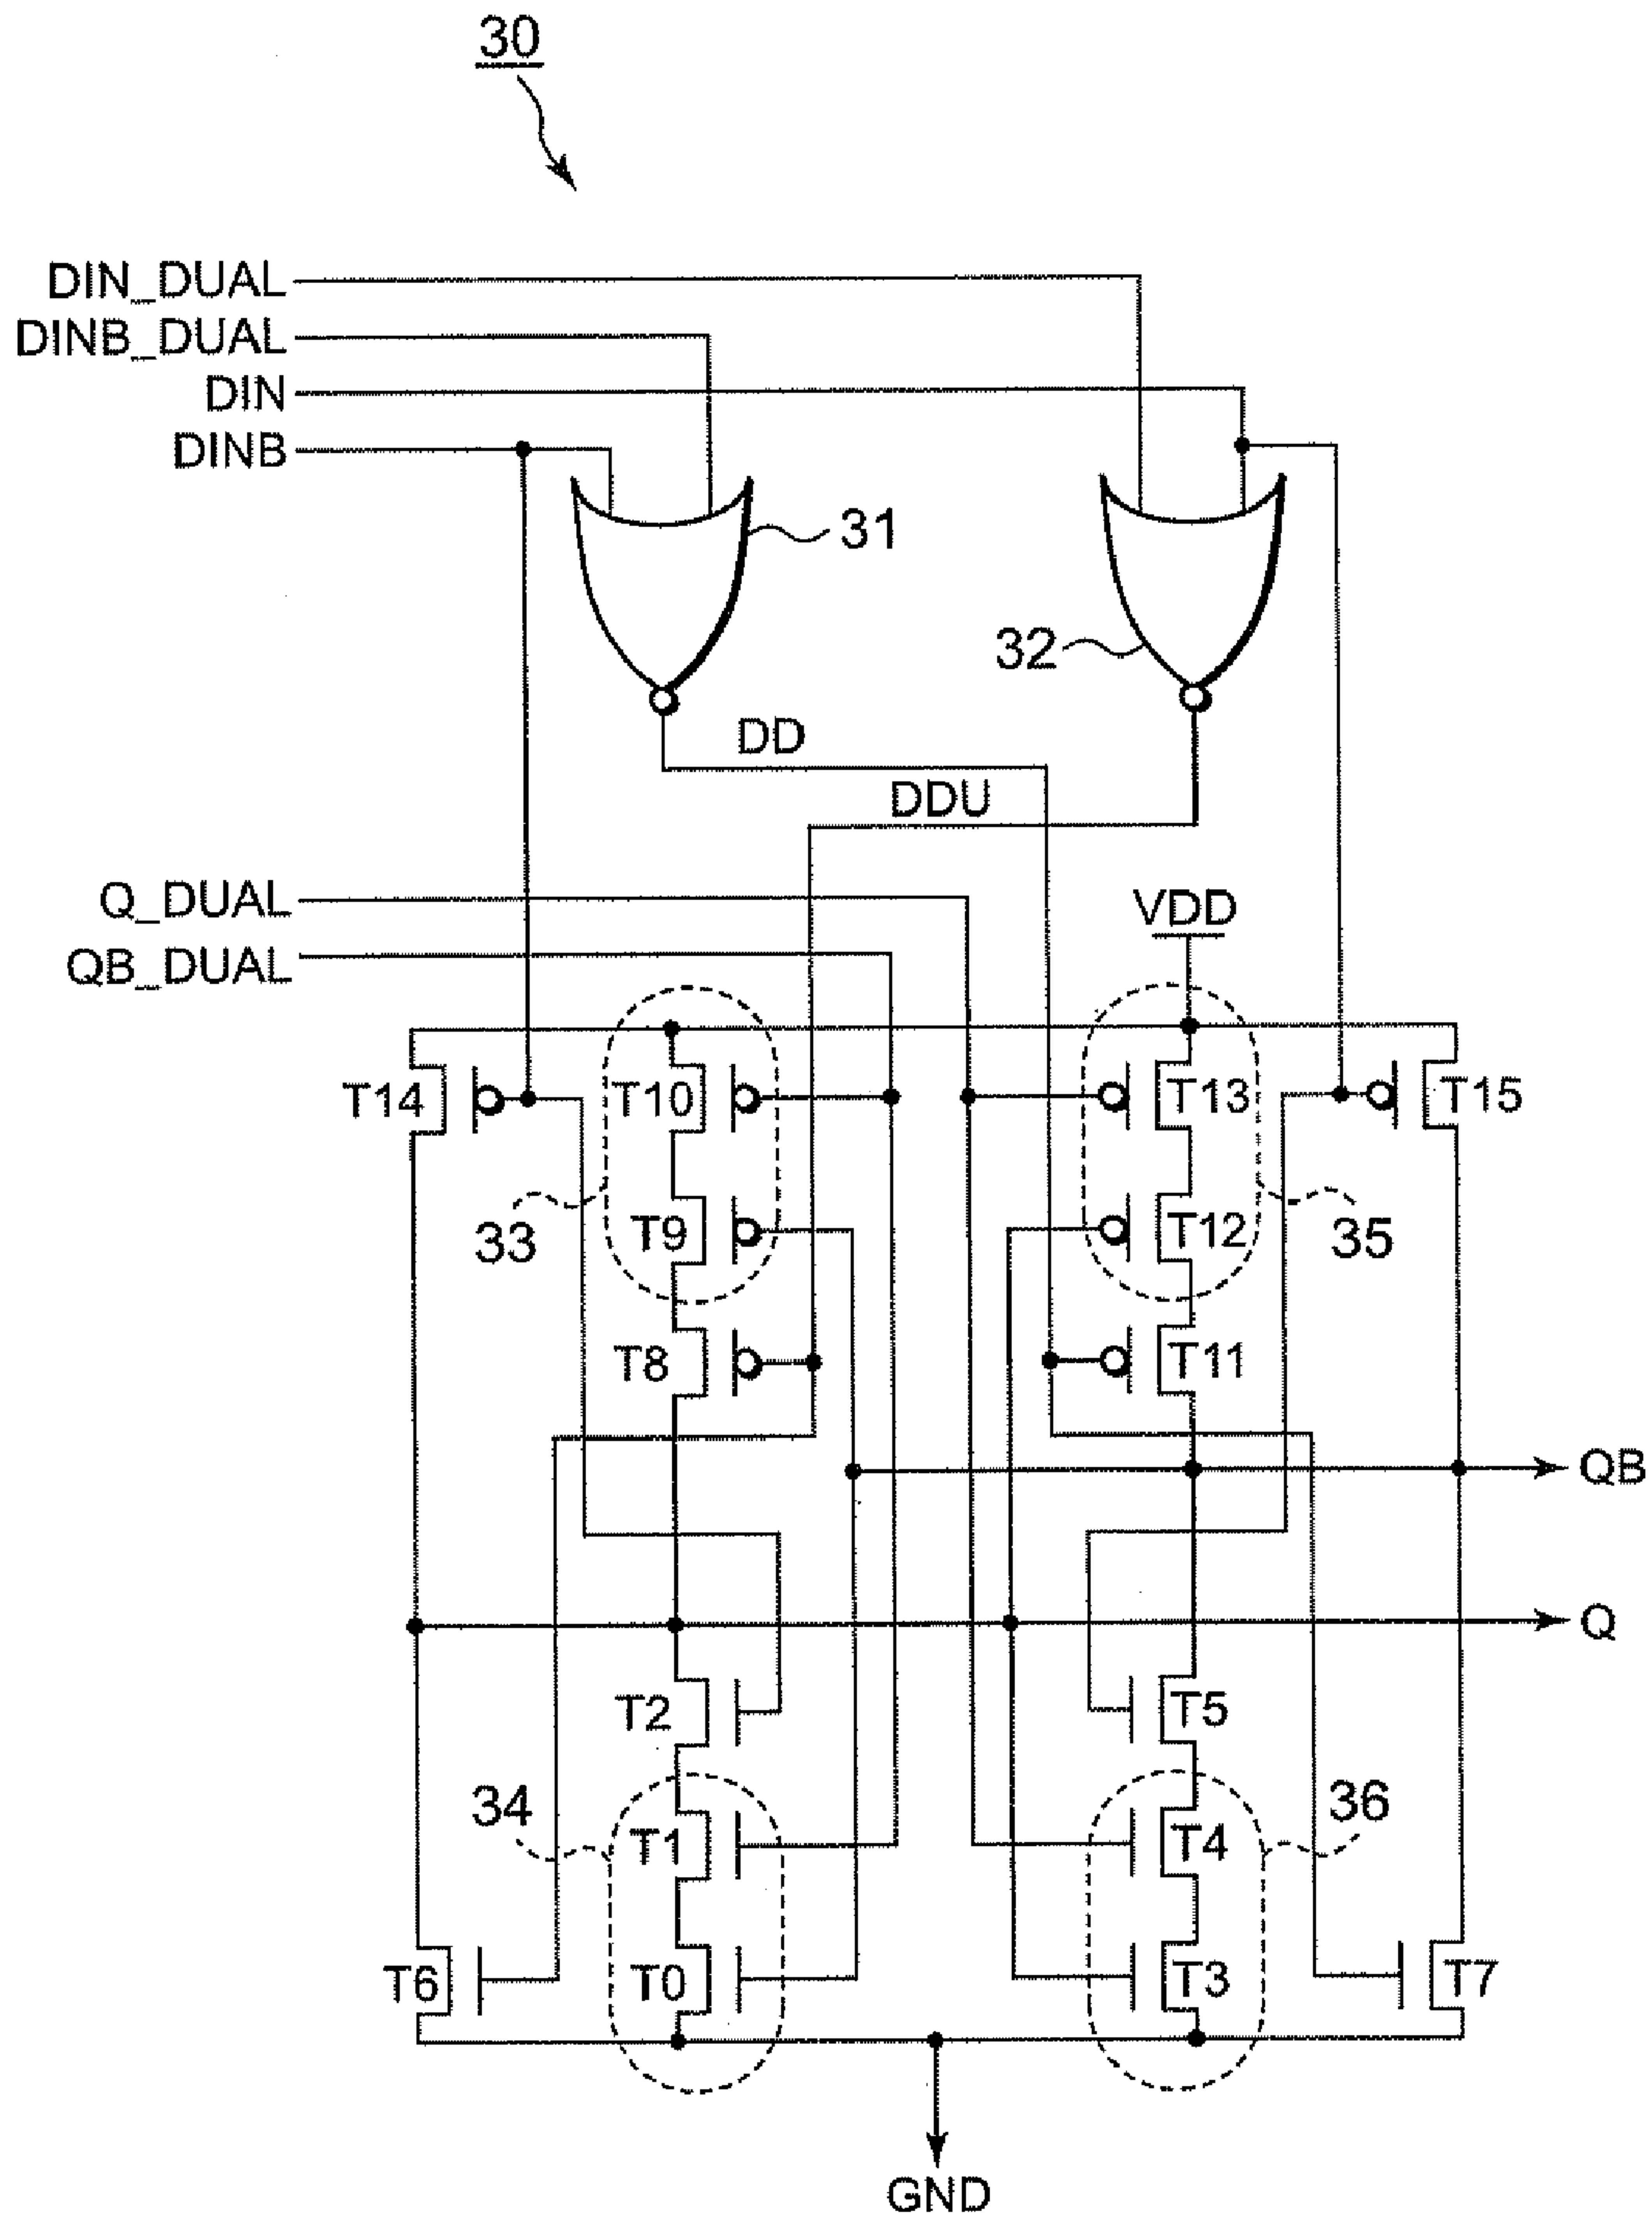 30
DIN_DUAL
DINB_DUAL
DIN
DINB
31
32
DD
DDU
Q_DUAL
QB_DUAL
VDD
T14
T10
T13
T15
33
T9
T12
35
T8
T11
QB
Q
T2
T5
34
T1
T4
36
T6
T0
T3
T7
GND